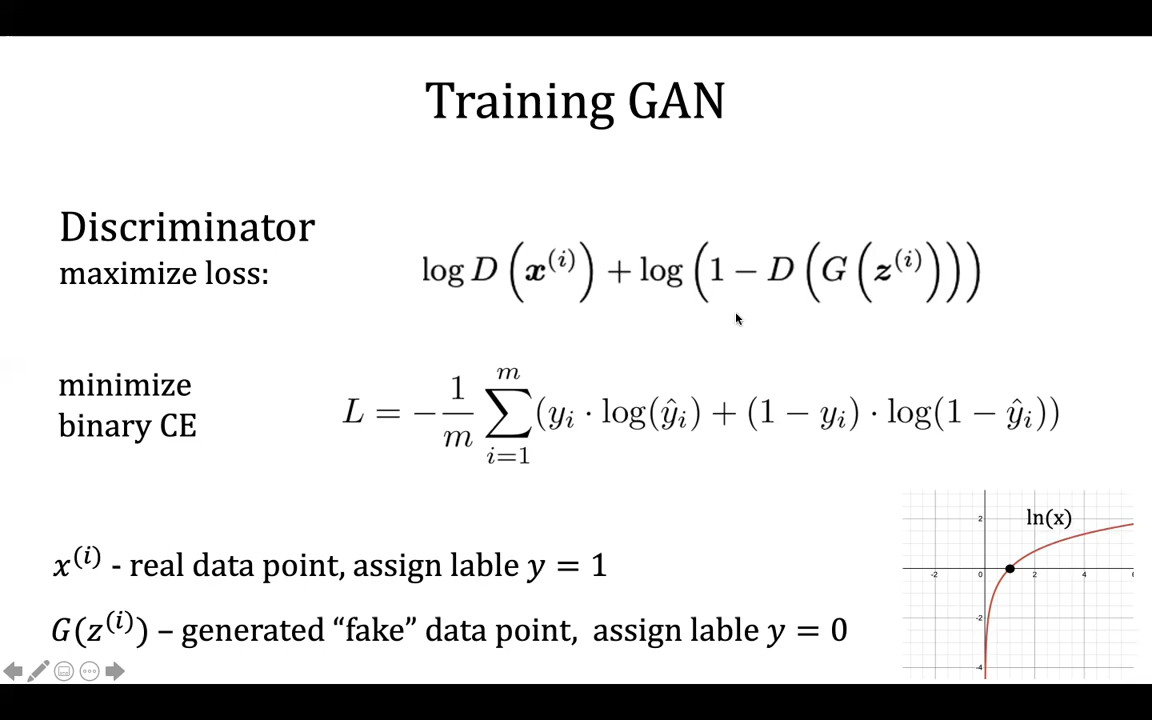 Training GAN
Discriminator
maximize loss:
log D (x^(i)) + log (1 − D (G (z^(i))))
minimize
binary CE
L = −1/m ∑_{i=1}^{m} (y_i · log(ŷ_i) + (1 − y_i) · log(1 − ŷ_i))
x^(i) - real data point, assign lable y = 1
G(z^(i)) – generated “fake” data point, assign lable y = 0
ln(x)
2
-2 0 2 4 6
-2
-4